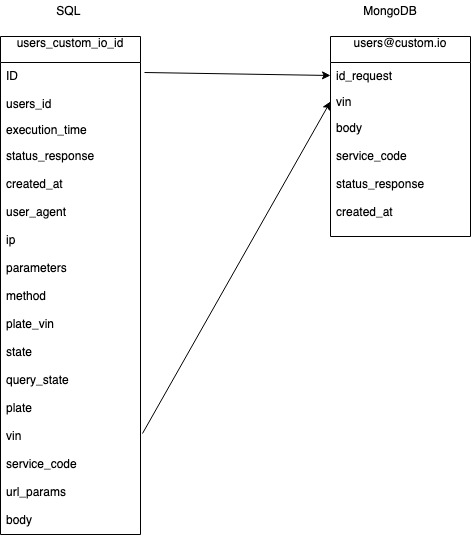 SQL
users_custom_io_id
ID
users_id
execution_time
status_response
created_at
user_agent
ip
parameters
method
plate_vin
state
query_state
plate
vin
service_code
url_params
body
MongoDB
users@custom.io
id_request
vin
body
service_code
status_response
created_at